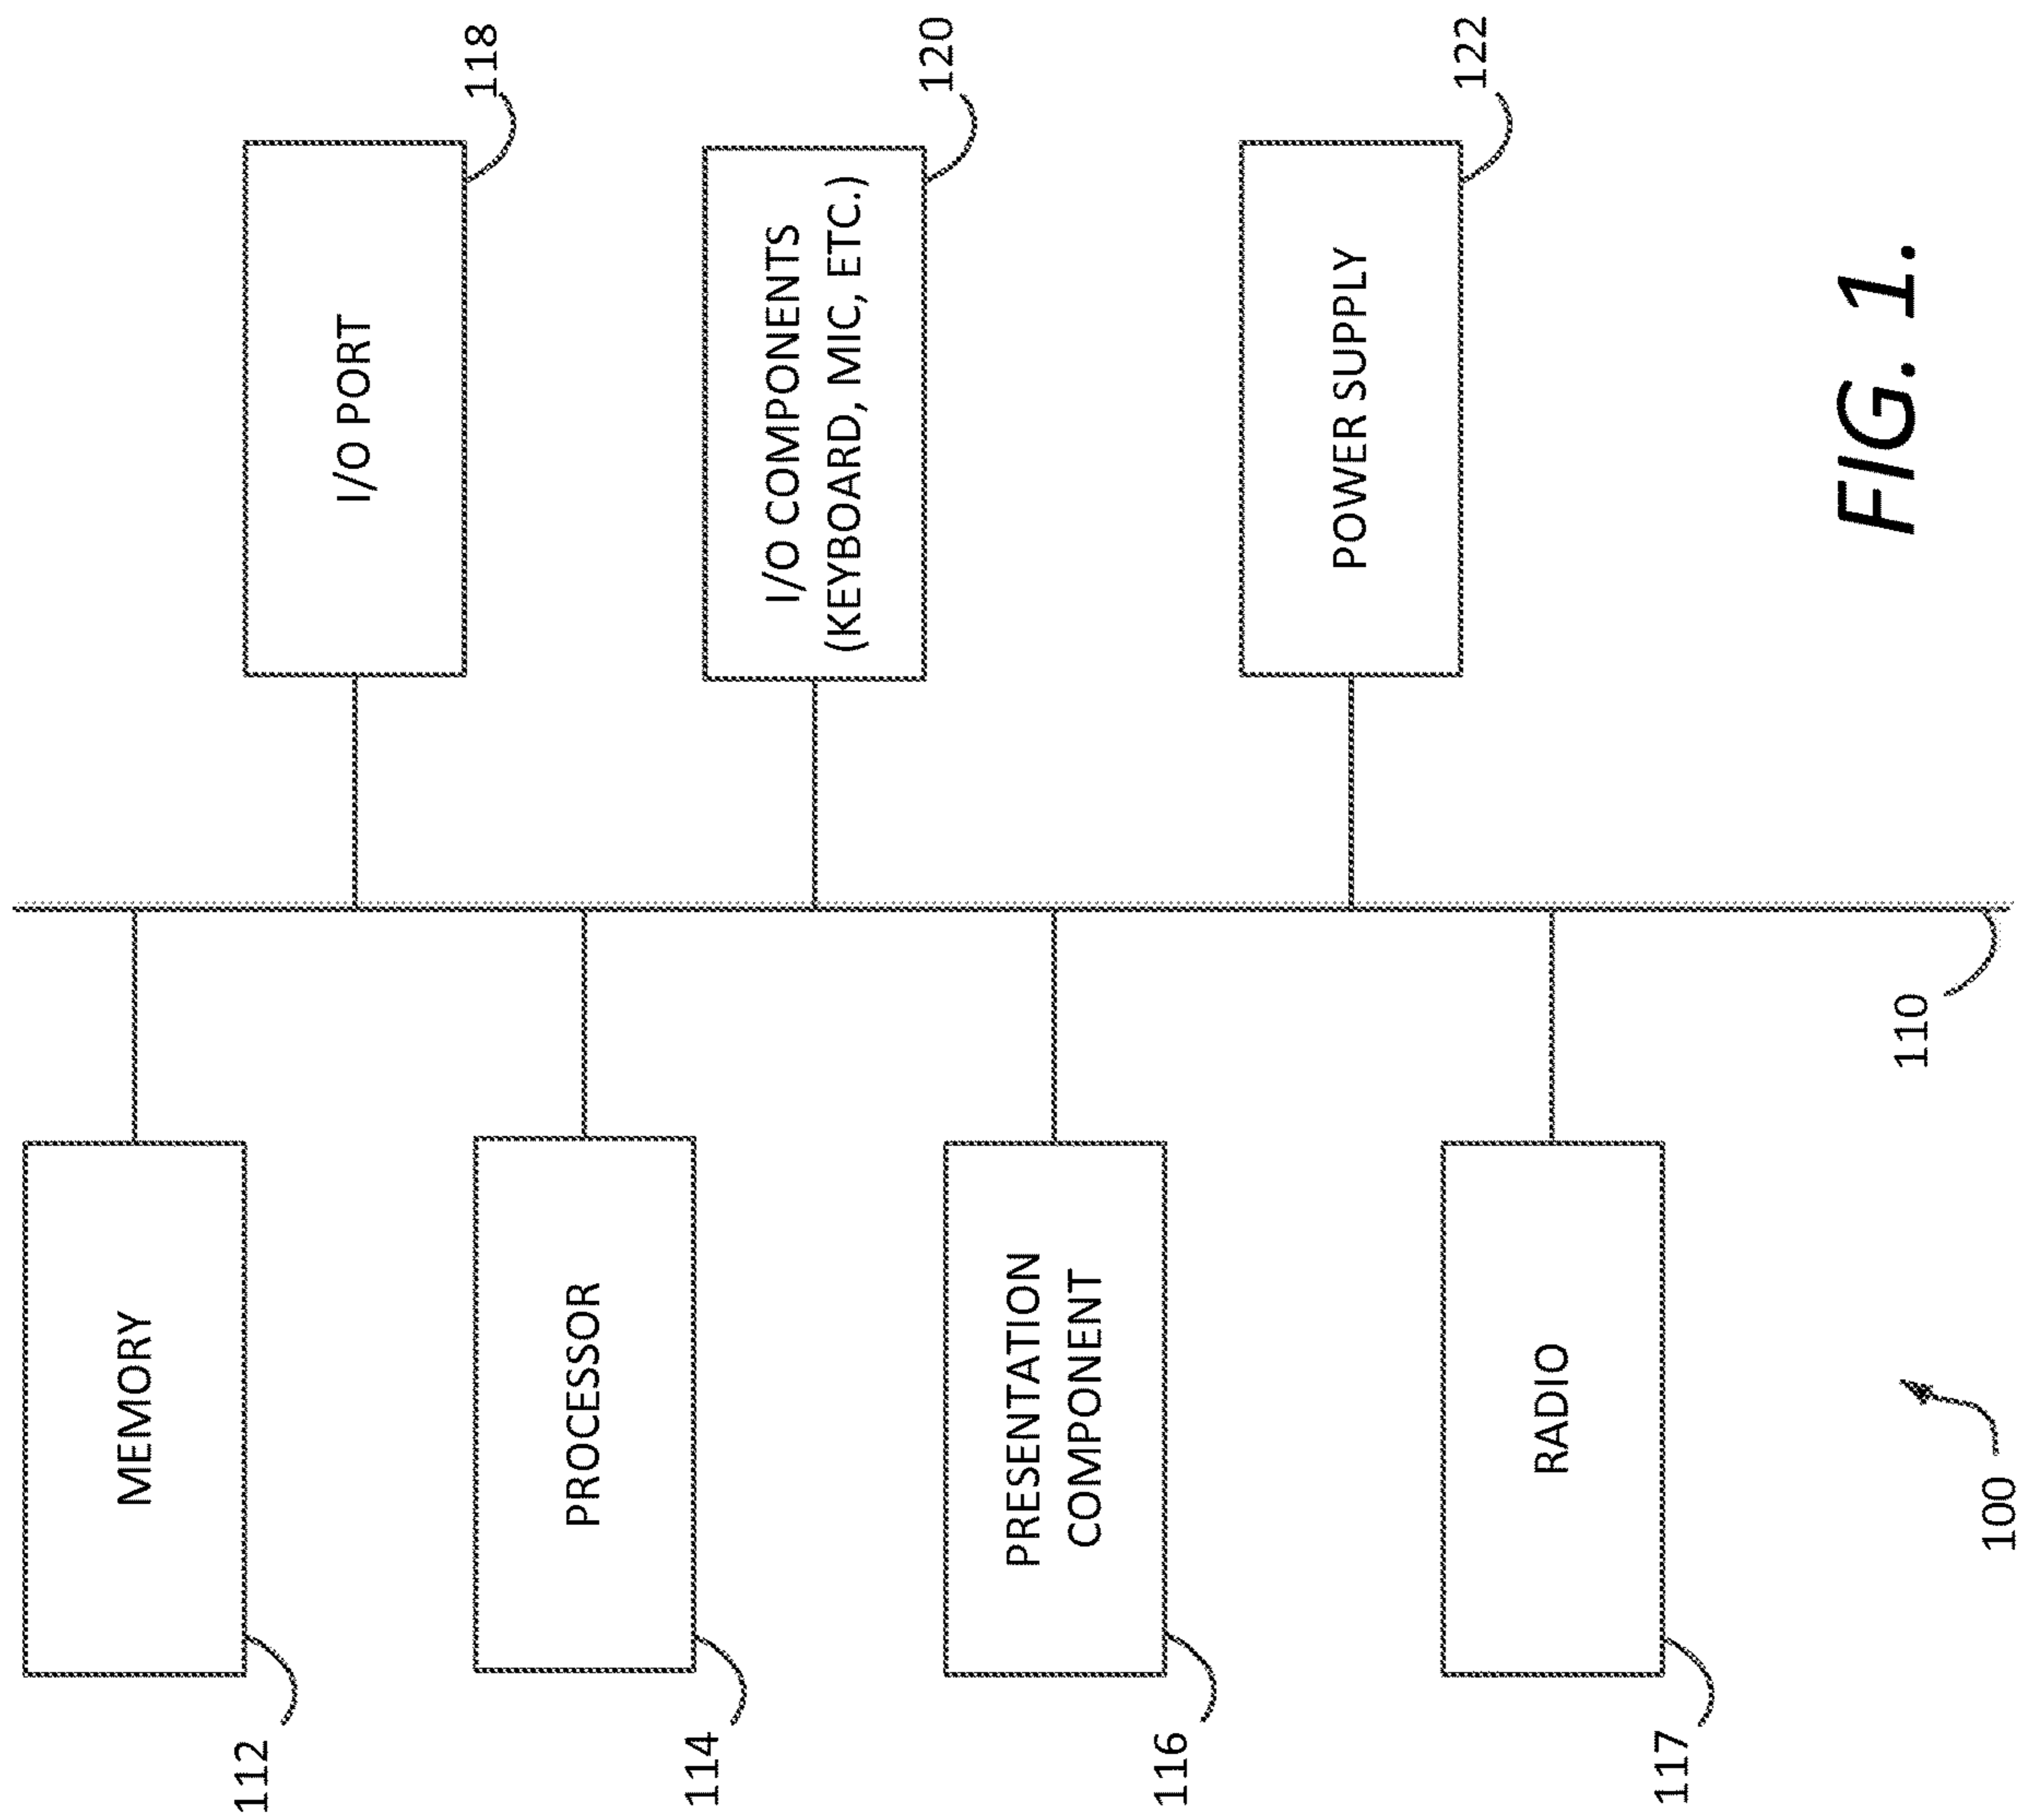 MEMORY
112
PROCESSOR
114
PRESENTATION
COMPONENT
116
RADIO
117
100
110
I/O PORT
118
I/O COMPONENTS
(KEYBOARD, MIC, ETC.)
120
POWER SUPPLY
122
FIG. 1.